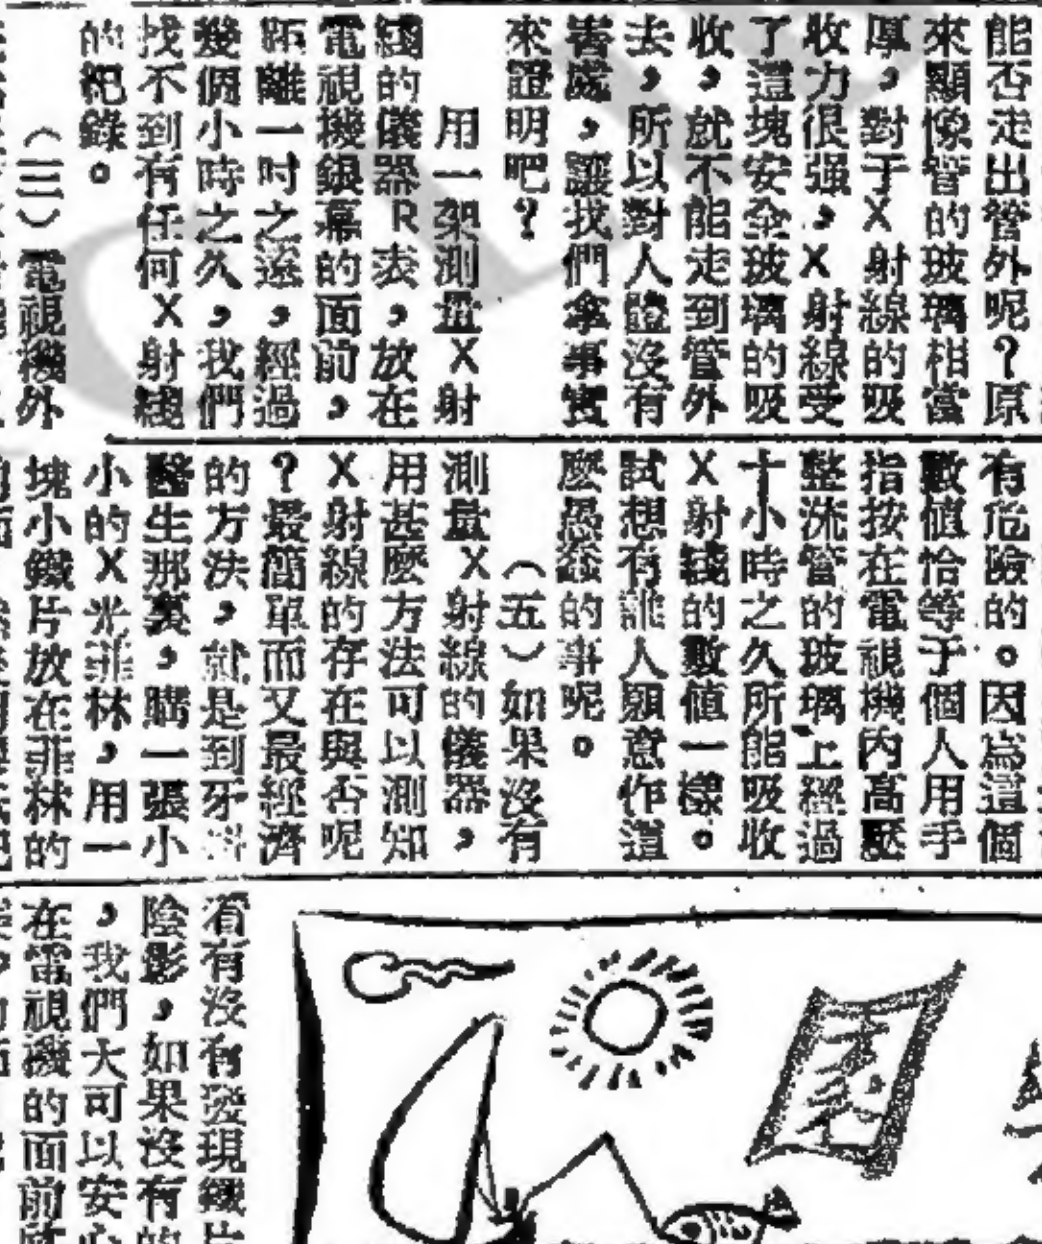 能否走出管外呢？原
來顯像管的玻璃相當
厚，對于X射線的吸
收力很强，X射線受
了這塊安全玻璃的吸
收，就不能走到管外
去，所以對人體沒有
害處，讓我們拿事實
來證明吧？
用一架測量X射
線的儀器R表，放在
電視機銀幕的面前，
距離一吋之遠，經過
幾個小時之久，我們
找不到有任何X射線
的紀錄。
（三）電視機外
有危險的。因為這個
數值恰等于個人用手
指按在電視機內高壓
整流管的玻璃上經過
十小時之久所能吸收
X射綫的數值一樣。
試想有誰人願意作這
麼愚蠢的事呢。
（五）如果沒有
測量X射線的儀器，
用甚麼方法可以測知
X射線的存在與否呢
？最簡單而又最經濟
的方法，就是到牙科
醫生那裏，購一張小
小的X光菲林，用一
塊小鐵片放在菲林的
看有沒有發現鐵片
陰影，如果沒有的
，我們大可以安心
在電視機的面前
園